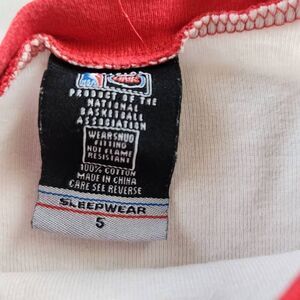 PRODUCT OF THE
NATIONAL
BASKETBALL
ASSOCIATION
WEAR SNUG
FITTING
NOT FLAME
RESISTANT
100% COTTON
MADE IN CHINA
CARE SEE REVERSE
SLEEPWEAR
5